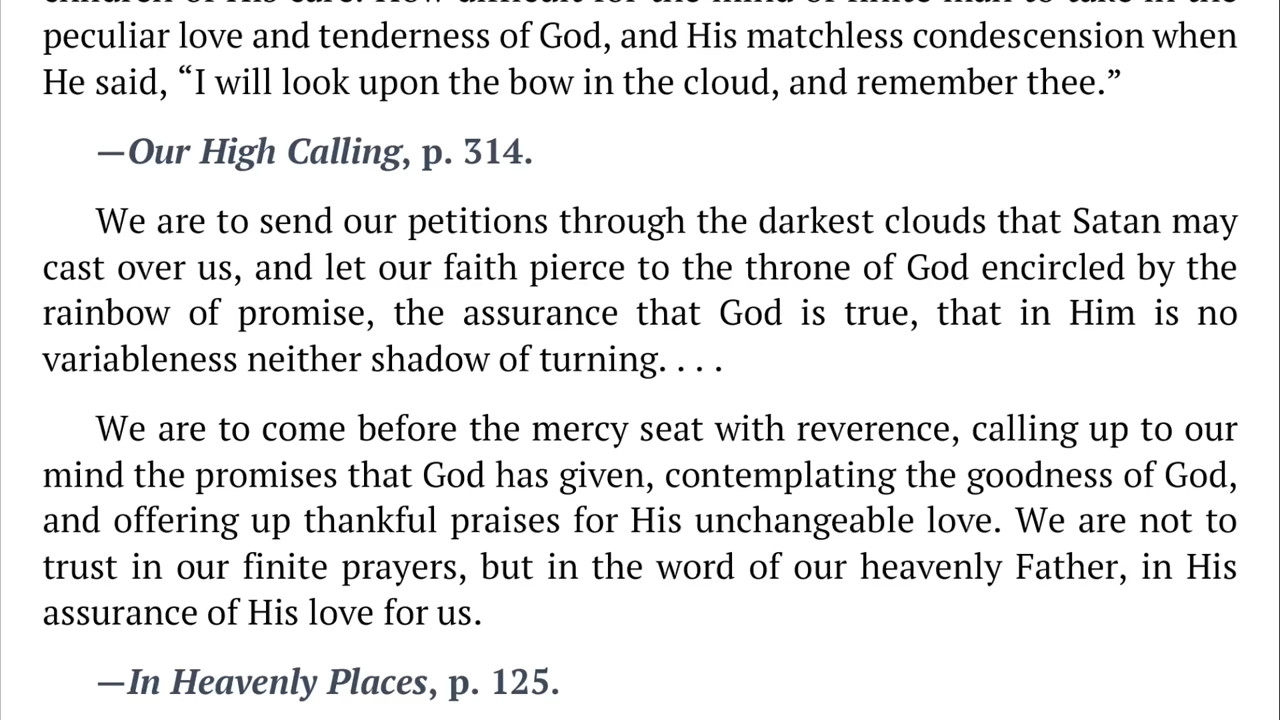 peculiar love and tenderness of God, and His matchless condescension when
He said, “I will look upon the bow in the cloud, and remember thee.”
—Our High Calling, p. 314.
We are to send our petitions through the darkest clouds that Satan may
cast over us, and let our faith pierce to the throne of God encircled by the
rainbow of promise, the assurance that God is true, that in Him is no
variableness neither shadow of turning. . . .
We are to come before the mercy seat with reverence, calling up to our
mind the promises that God has given, contemplating the goodness of God,
and offering up thankful praises for His unchangeable love. We are not to
trust in our finite prayers, but in the word of our heavenly Father, in His
assurance of His love for us.
—In Heavenly Places, p. 125.